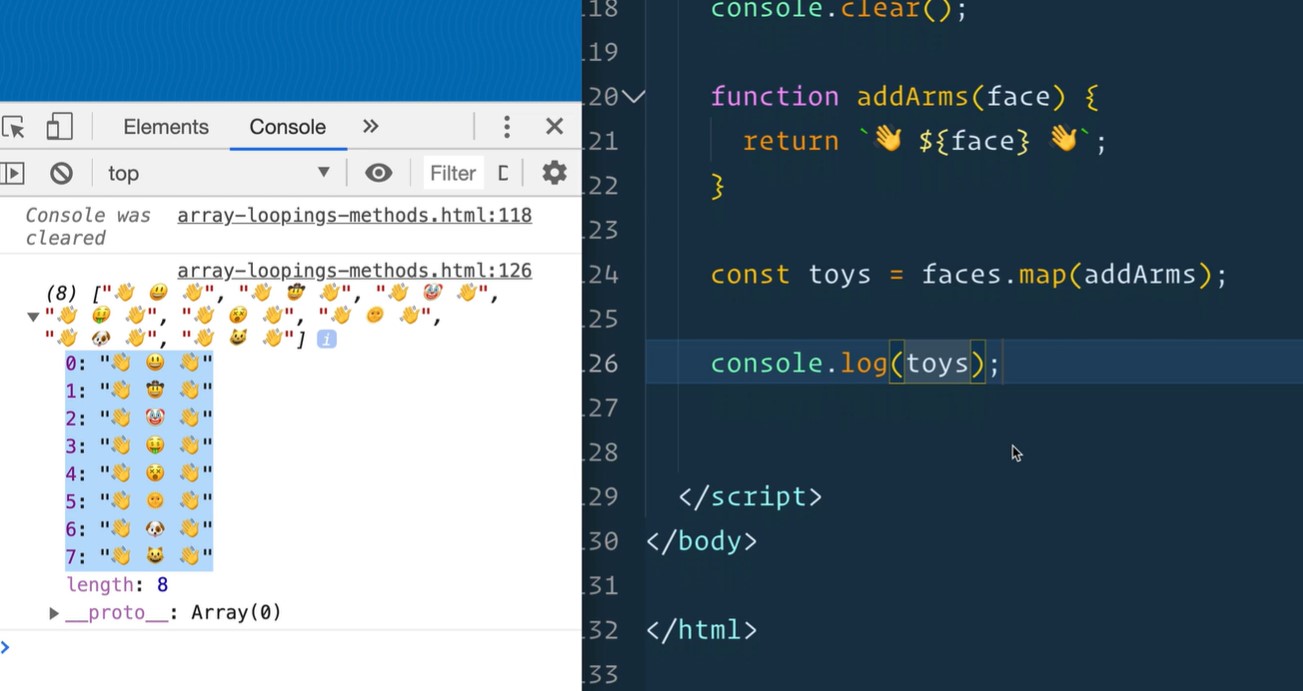 Elements Console »
top Filter
Console was cleared array-loopings-methods.html:118
array-loopings-methods.html:126
(8) ["👋 😃 👋", "👋 🤠 👋", "👋 🤡 👋",
"👋 🤑 👋", "👋 😵 👋", "👋 🌞 👋",
"👋 🐶 👋", "👋 😺 👋"] i
0: "👋 😃 👋"
1: "👋 🤠 👋"
2: "👋 🤡 👋"
3: "👋 🤑 👋"
4: "👋 😵 👋"
5: "👋 🌞 👋"
6: "👋 🐶 👋"
7: "👋 😺 👋"
length: 8
__proto__: Array(0)
18 console.clear();
19
20 function addArms(face) {
21 return `👋 ${face} 👋`;
22 }
23
24 const toys = faces.map(addArms);
25
26 console.log(toys);
27
28
29 </script>
30 </body>
31
32 </html>
33